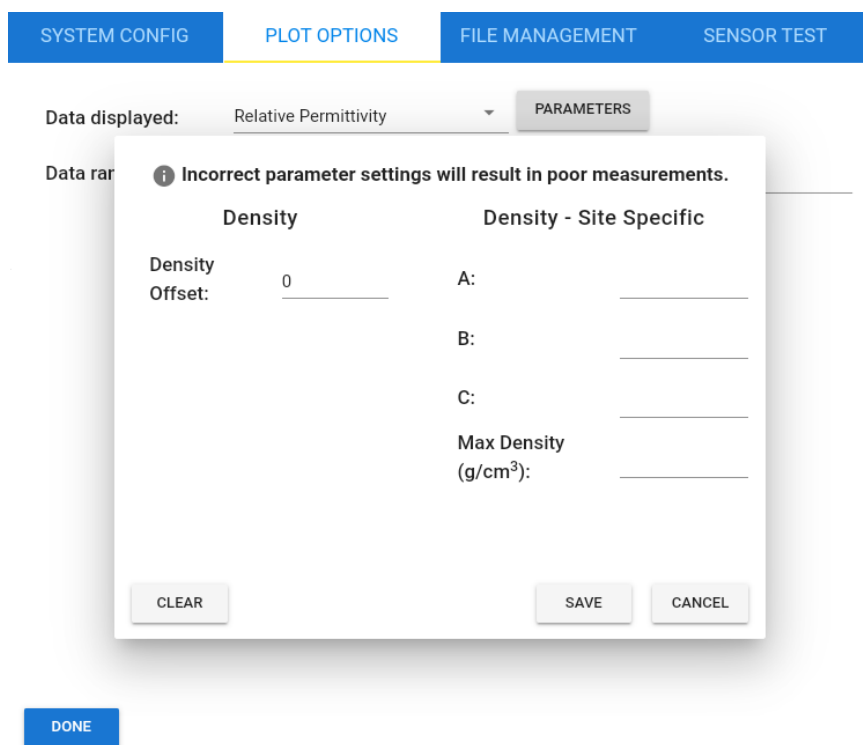 SYSTEM CONFIG PLOT OPTIONS FILE MANAGEMENT SENSOR TEST
Data displayed: Relative Permittivity PARAMETERS
Data ran
Incorrect parameter settings will result in poor measurements.
Density Density - Site Specific
Density
Offset: 0
A:
B:
C:
Max Density
(g/cm³):
CLEAR SAVE CANCEL
DONE